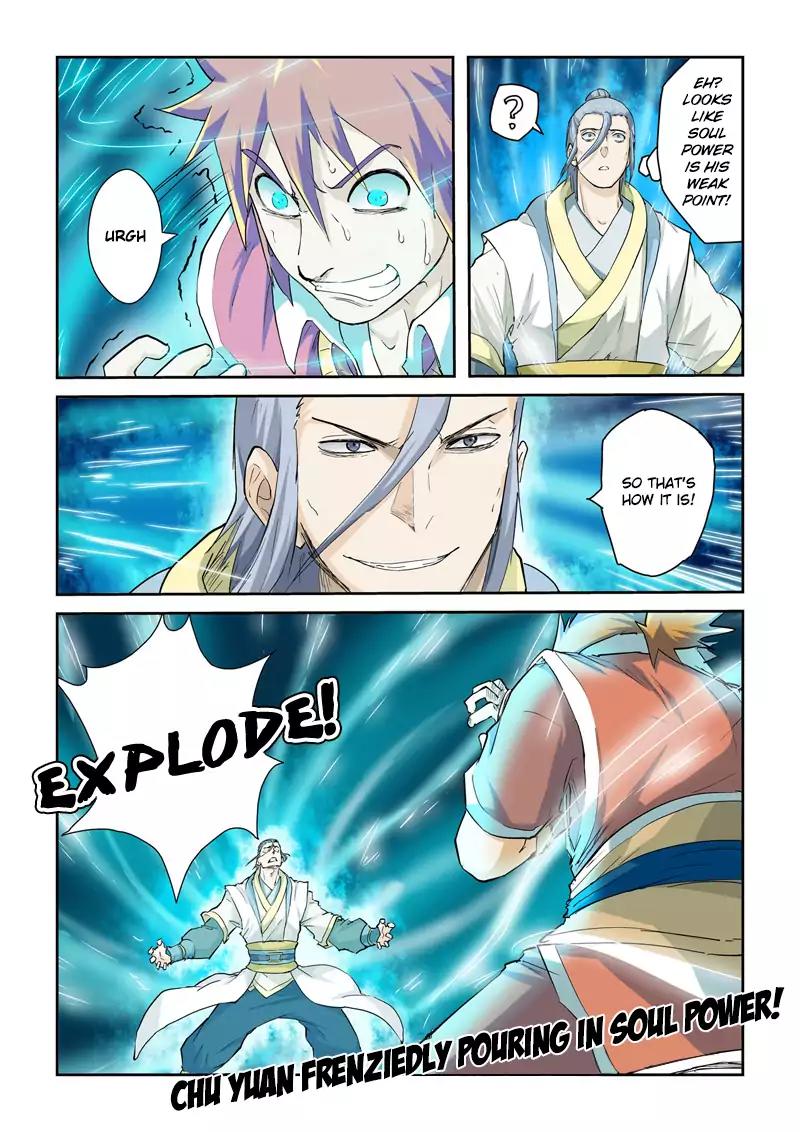 URGH
?
EH?
LOOKS
LIKE
SOUL
POWER
IS HIS
WEAK
POINT!
SO THAT'S
HOW IT IS!
EXPLODE!
CHU YUAN FRENZIEDLY POURING IN SOUL POWER!